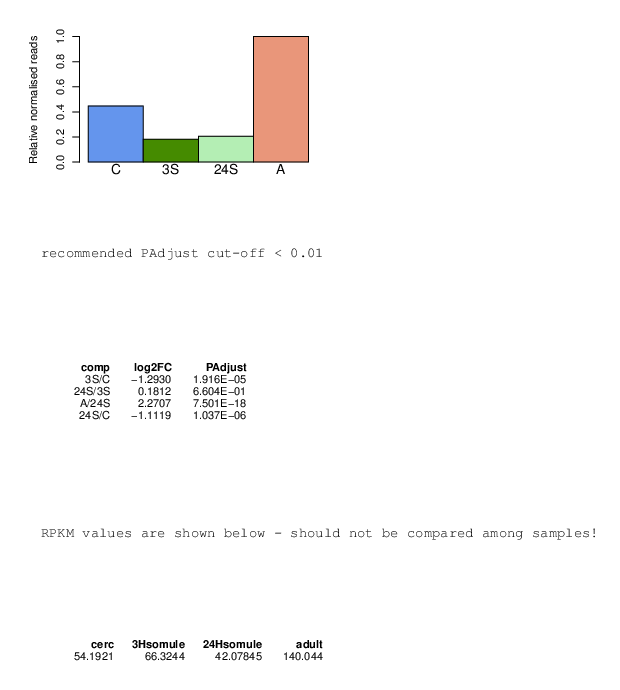 Relative normalised reads
1.0
0.8
0.6
0.4
0.2
0.0
C 3S 24S A
recommended PAdjust cut-off < 0.01
comp log2FC PAdjust
3S/C −1.2930 1.916E−05
24S/3S 0.1812 6.604E−01
A/24S 2.2707 7.501E−18
24S/C −1.1119 1.037E−06
RPKM values are shown below - should not be compared among samples!
cerc 3Hsomule 24Hsomule adult
54.1921 66.3244 42.07845 140.044